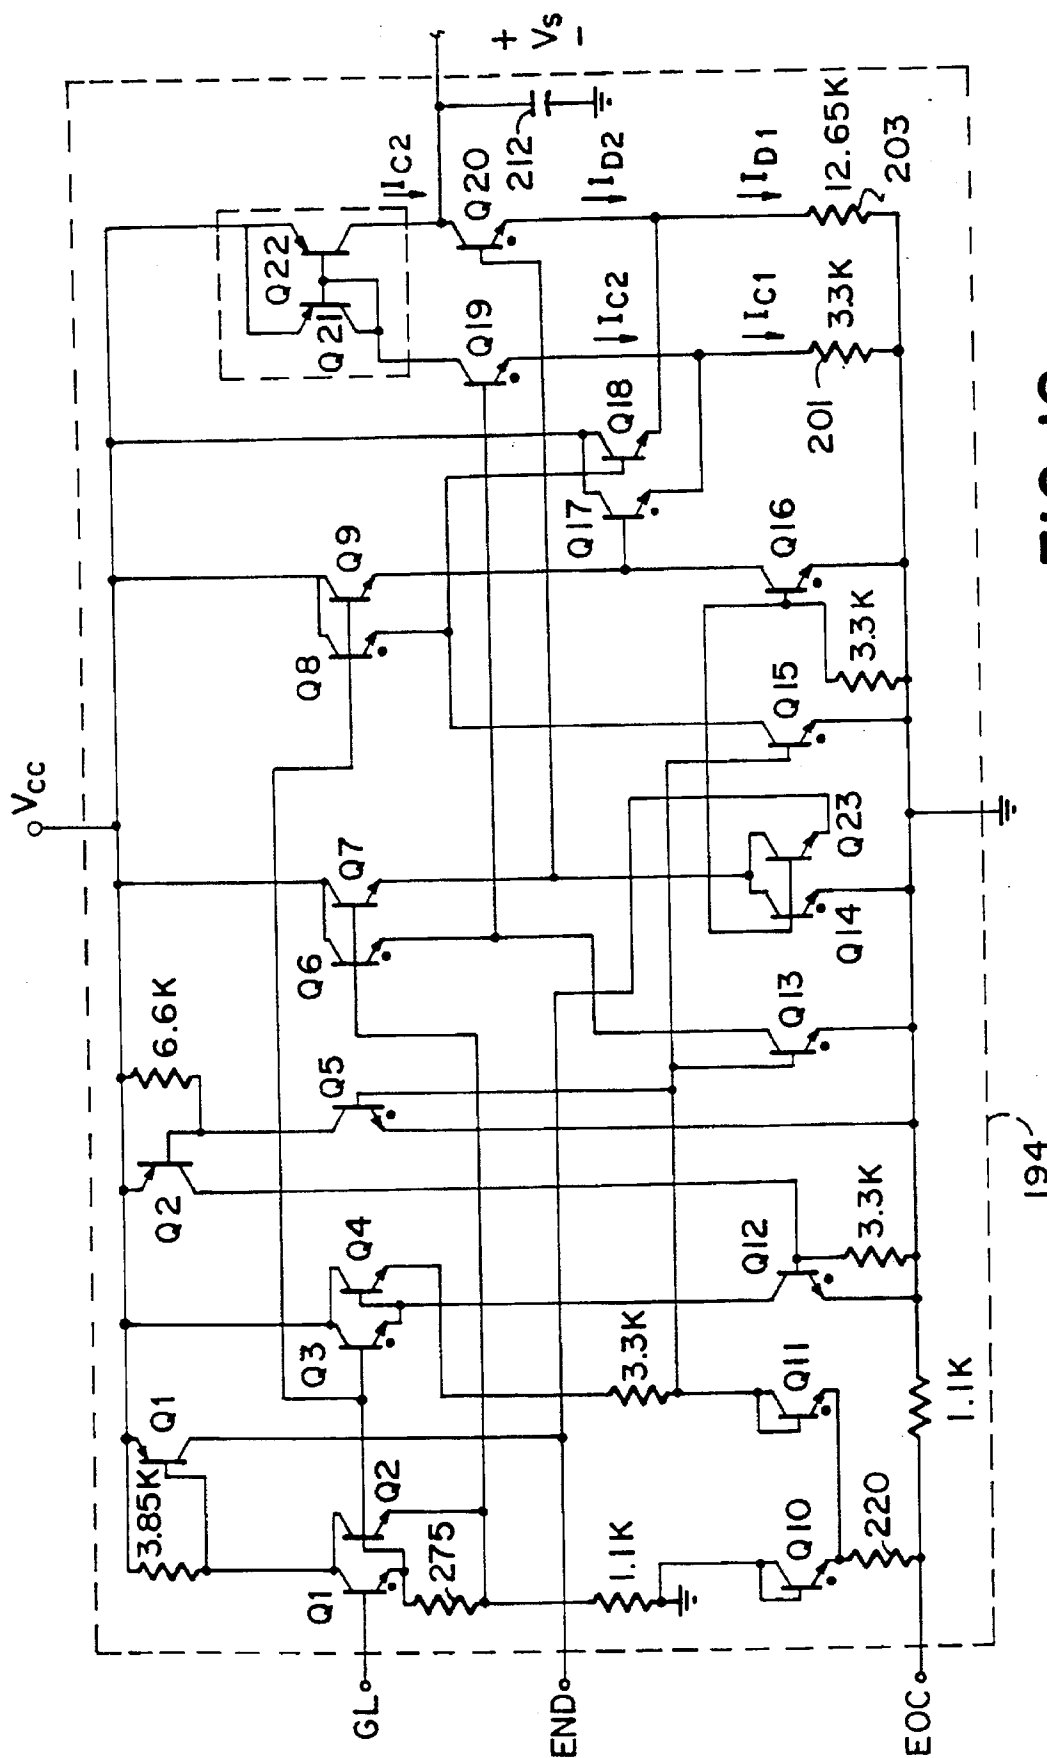 Vcc
+
Vs
-
IC2
Q22
Q21
Q20
212
ID2
ID1
12.65K
203
Q19
IC2
IC1
3.3K
201
Q18
Q17
Q9
Q8
Q16
3.3K
Q15
Q7
Q6
Q23
Q14
Q13
6.6K
Q5
Q2
Q4
Q3
Q12
3.3K
3.3K
Q11
1.1K
Q1
3.85K
Q2
Q1
275
1.1K
Q10
220
GL
END
EOC
194